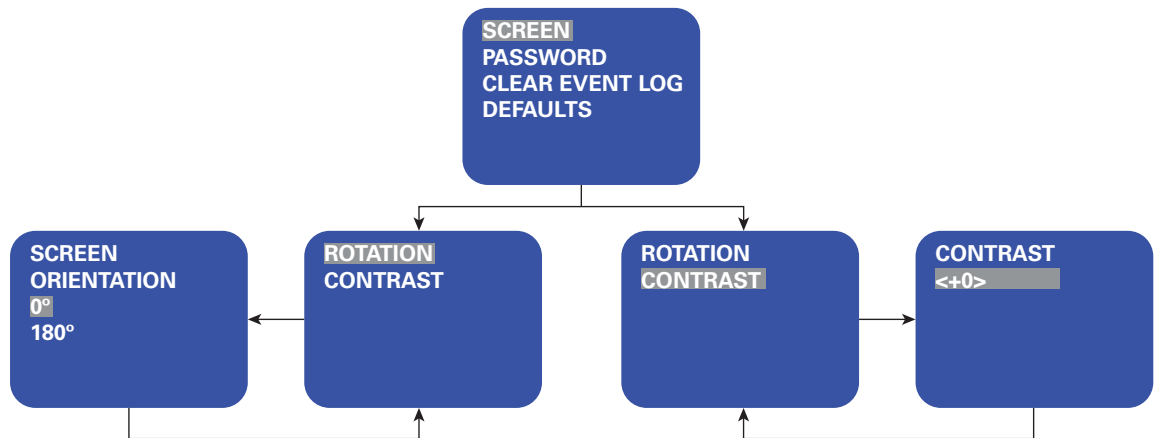 SCREEN
PASSWORD
CLEAR EVENT LOG
DEFAULTS
SCREEN
ORIENTATION
0º
180º
ROTATION
CONTRAST
ROTATION
CONTRAST
CONTRAST
<+0>